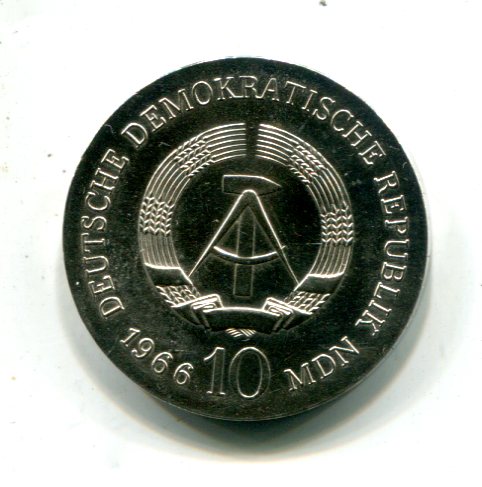 DEUTSCHE DEMOKRATISCHE REPUBLIK
1966 10 MDN